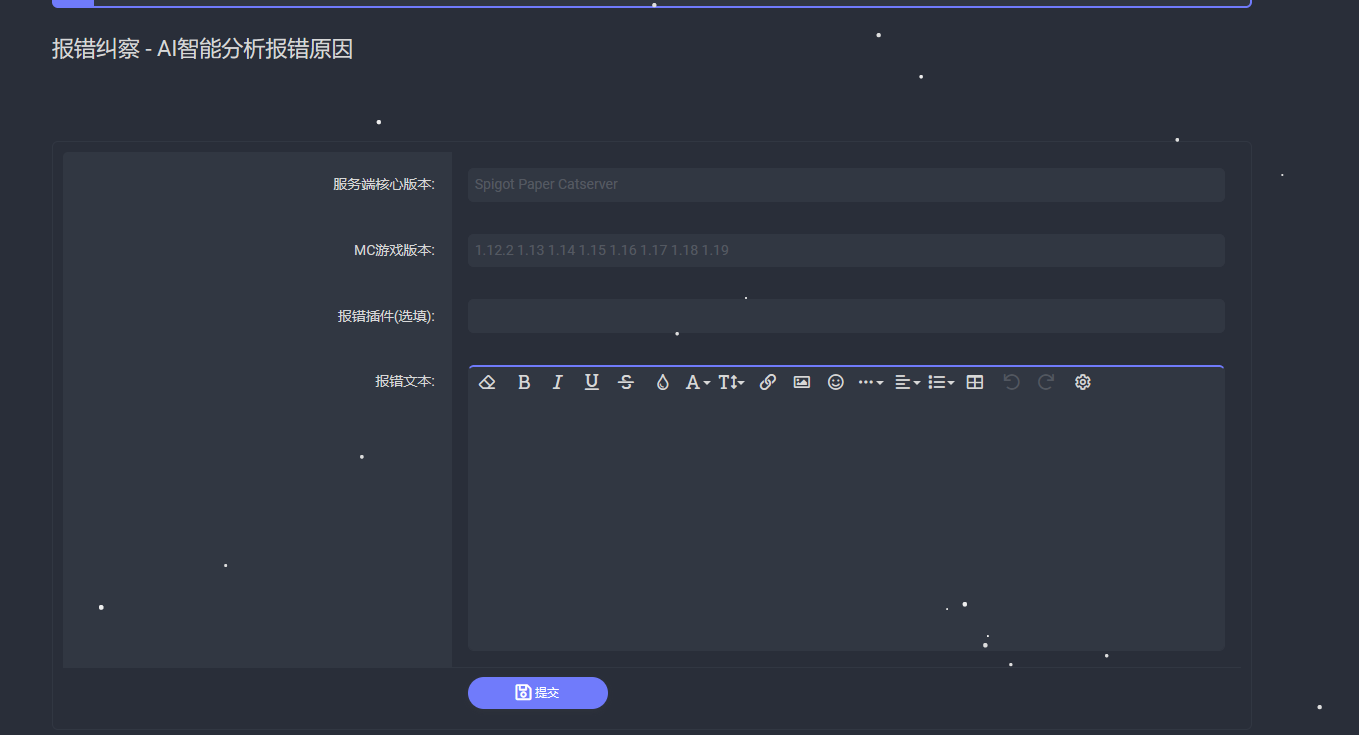 报错纠察 - AI智能分析报错原因
服务端核心版本:
Spigot Paper Catserver
MC游戏版本:
1.12.2 1.13 1.14 1.15 1.16 1.17 1.18 1.19
报错插件(选填):
报错文本:
提交